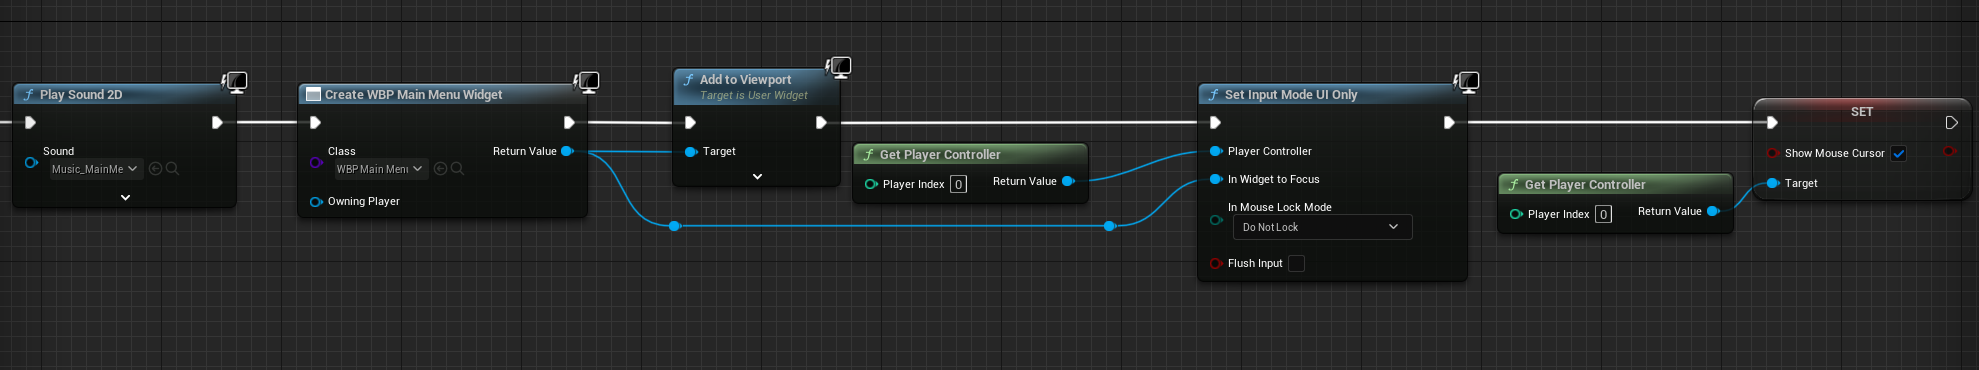 Play Sound 2D
Sound
Music_MainMe
Create WBP Main Menu Widget
Class
WBP Main Menu
Return Value
Owning Player
Add to Viewport
Target is User Widget
Target
Get Player Controller
Player Index 0
Return Value
Set Input Mode UI Only
Player Controller
In Widget to Focus
In Mouse Lock Mode
Do Not Lock
Flush Input
Get Player Controller
Player Index 0
Return Value
SET
Show Mouse Cursor
Target